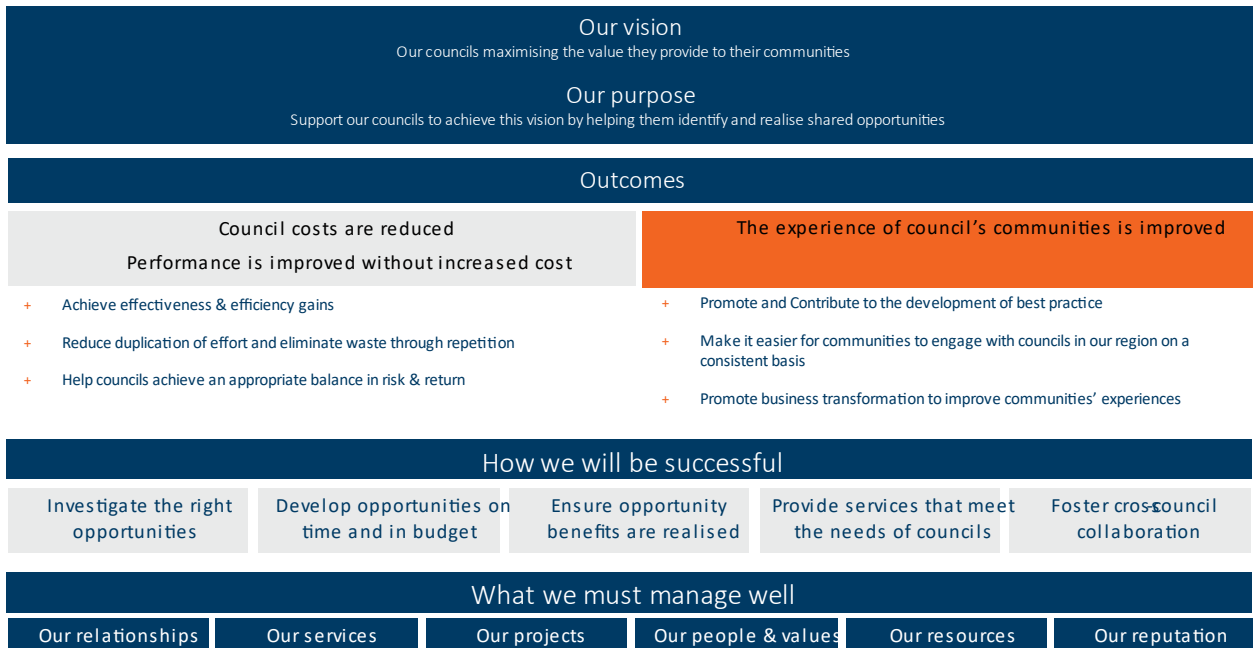 Our vision
Our councils maximising the value they provide to their communities
Our purpose
Support our councils to achieve this vision by helping them identify and realise shared opportunities
Outcomes
Council costs are reduced
Performance is improved without increased cost
+ Achieve effectiveness & efficiency gains
+ Reduce duplication of effort and eliminate waste through repetition
+ Help councils achieve an appropriate balance in risk & return
The experience of council’s communities is improved
+ Promote and Contribute to the development of best practice
+ Make it easier for communities to engage with councils in our region on a
consistent basis
+ Promote business transformation to improve communities’ experiences
How we will be successful
Investigate the right
opportunities
Develop opportunities on
time and in budget
Ensure opportunity
benefits are realised
Provide services that meet
the needs of councils
Foster cross-council
collaboration
What we must manage well
Our relationships
Our services
Our projects
Our people & values
Our resources
Our reputation